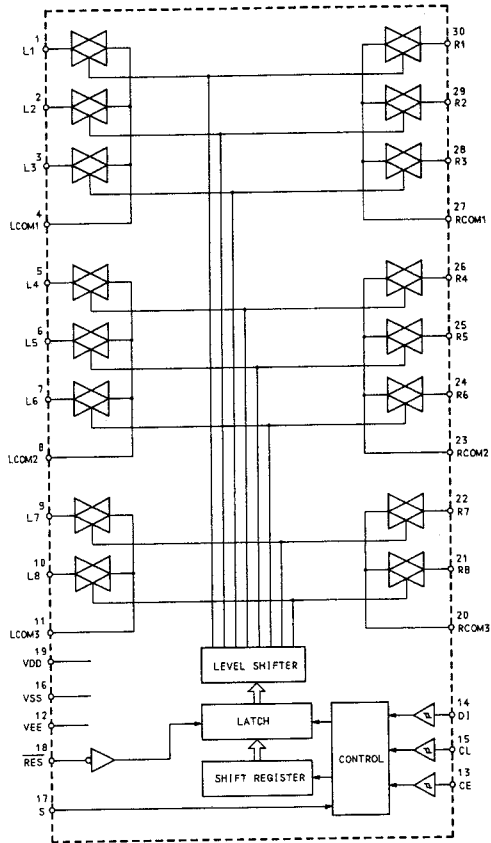 1
L1
2
L2
3
L3
4
LCOM1
5
L4
6
L5
7
L6
8
LCOM2
9
L7
10
L8
11
LCOM3
19
VDD
16
VSS
12
VEE
18
RES
17
S
30
R1
29
R2
28
R3
27
RCOM1
26
R4
25
R5
24
R6
23
RCOM2
22
R7
21
R8
20
RCOM3
14
DI
15
CL
13
CE
LEVEL SHIFTER
LATCH
SHIFT REGISTER
CONTROL